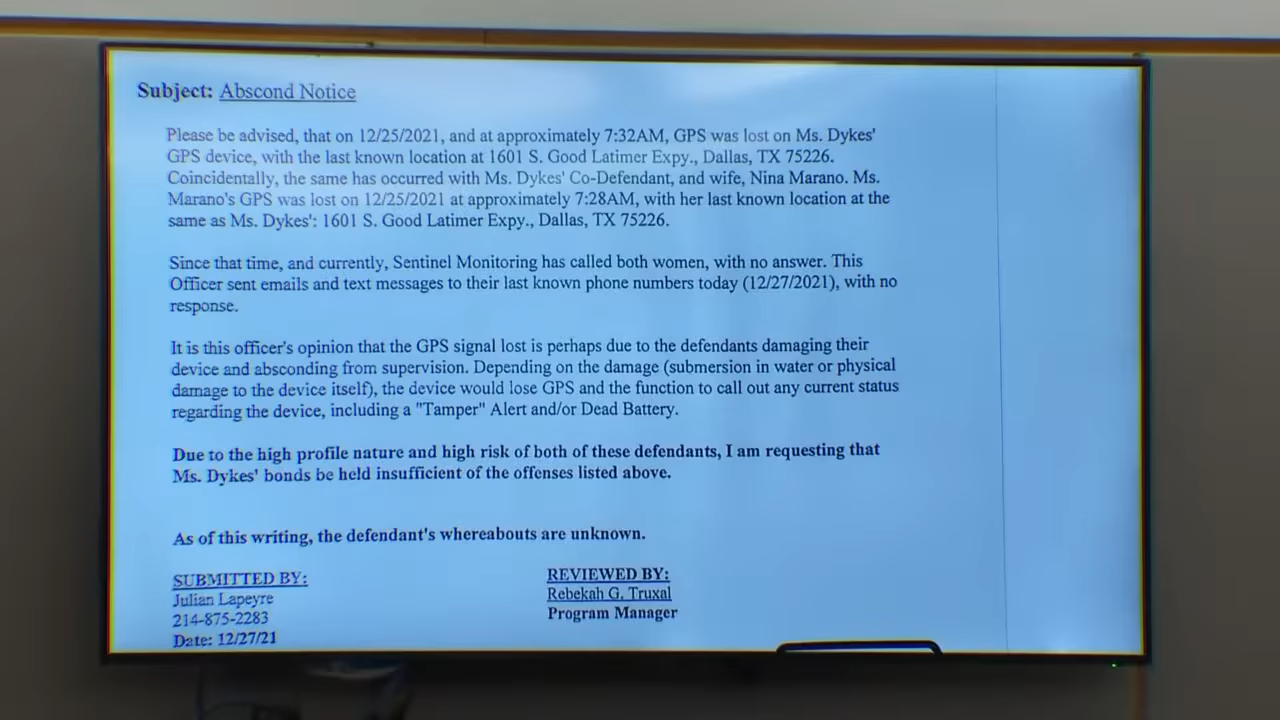 Subject: Abscond Notice
Please be advised, that on 12/25/2021, and at approximately 7:32AM, GPS was lost on Ms. Dykes'
GPS device, with the last known location at 1601 S. Good Latimer Expy., Dallas, TX 75226.
Coincidentally, the same has occurred with Ms. Dykes' Co-Defendant, and wife, Nina Marano. Ms.
Marano's GPS was lost on 12/25/2021 at approximately 7:28AM, with her last known location at the
same as Ms. Dykes': 1601 S. Good Latimer Expy., Dallas, TX 75226.
Since that time, and currently, Sentinel Monitoring has called both women, with no answer. This
Officer sent emails and text messages to their last known phone numbers today (12/27/2021), with no
response.
It is this officer's opinion that the GPS signal lost is perhaps due to the defendants damaging their
device and absconding from supervision. Depending on the damage (submersion in water or physical
damage to the device itself), the device would lose GPS and the function to call out any current status
regarding the device, including a "Tamper" Alert and/or Dead Battery.
Due to the high profile nature and high risk of both of these defendants, I am requesting that
Ms. Dykes' bonds be held insufficient of the offenses listed above.
As of this writing, the defendant's whereabouts are unknown.
SUBMITTED BY:
Julian Lapeyre
214-875-2283
Date: 12/27/21
REVIEWED BY:
Rebekah G. Truxal
Program Manager